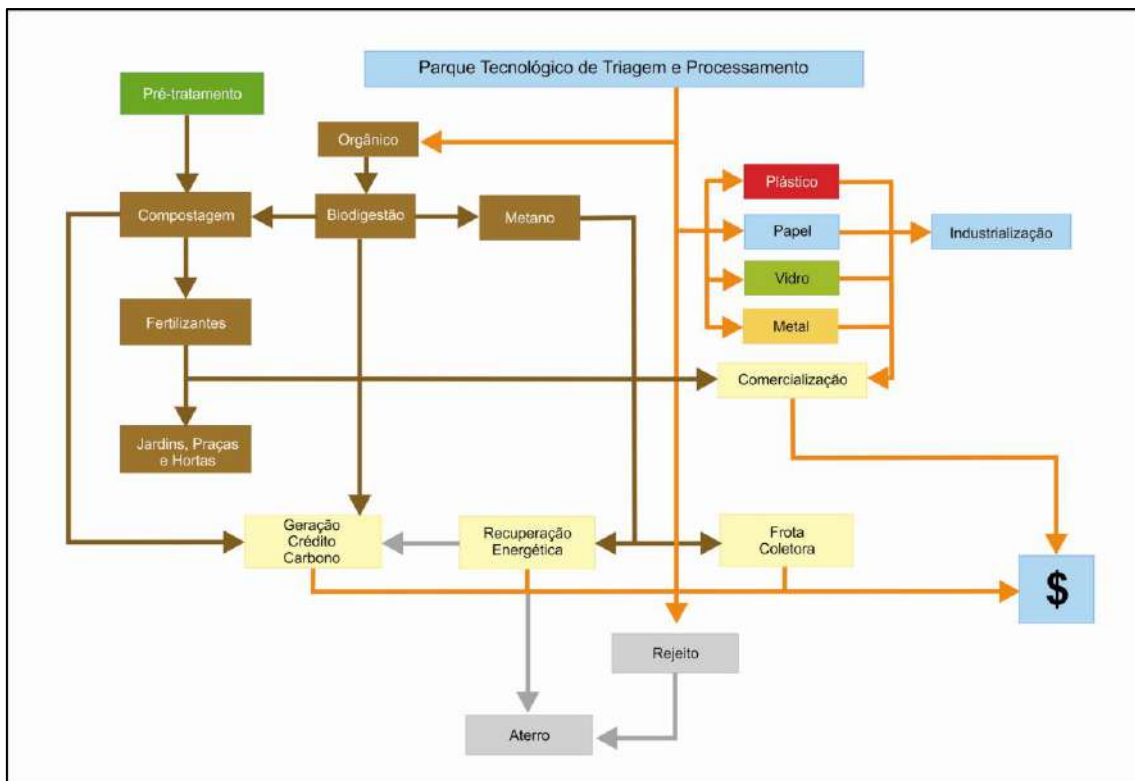 Parque Tecnológico de Triagem e Processamento
Pré-tratamento
Orgânico
Plástico
Compostagem
Biodigestão
Metano
Papel
Industrialização
Vidro
Fertilizantes
Metal
Comercialização
Jardins, Praças
e Hortas
Geração
Crédito
Carbono
Recuperação
Energética
Frota
Coletora
$
Rejeito
Aterro